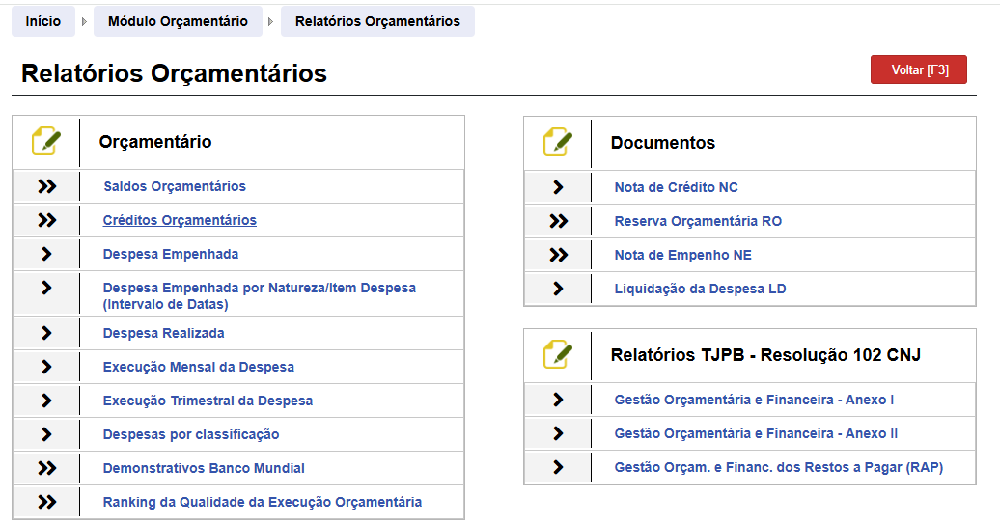 Início
Módulo Orçamentário
Relatórios Orçamentários
Relatórios Orçamentários
Voltar [F3]
Orçamentário
Saldos Orçamentários
Créditos Orçamentários
Despesa Empenhada
Despesa Empenhada por Natureza/Item Despesa
(Intervalo de Datas)
Despesa Realizada
Execução Mensal da Despesa
Execução Trimestral da Despesa
Despesas por classificação
Demonstrativos Banco Mundial
Ranking da Qualidade da Execução Orçamentária
Documentos
Nota de Crédito NC
Reserva Orçamentária RO
Nota de Empenho NE
Liquidação da Despesa LD
Relatórios TJPB - Resolução 102 CNJ
Gestão Orçamentária e Financeira - Anexo I
Gestão Orçamentária e Financeira - Anexo II
Gestão Orçam. e Financ. dos Restos a Pagar (RAP)